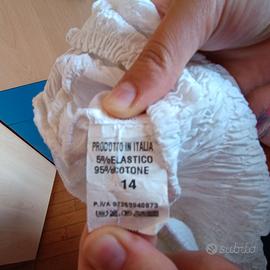 PRODOTTO IN ITALIA
5% ELASTICO
95% COTONE
14
P.IVA
subito